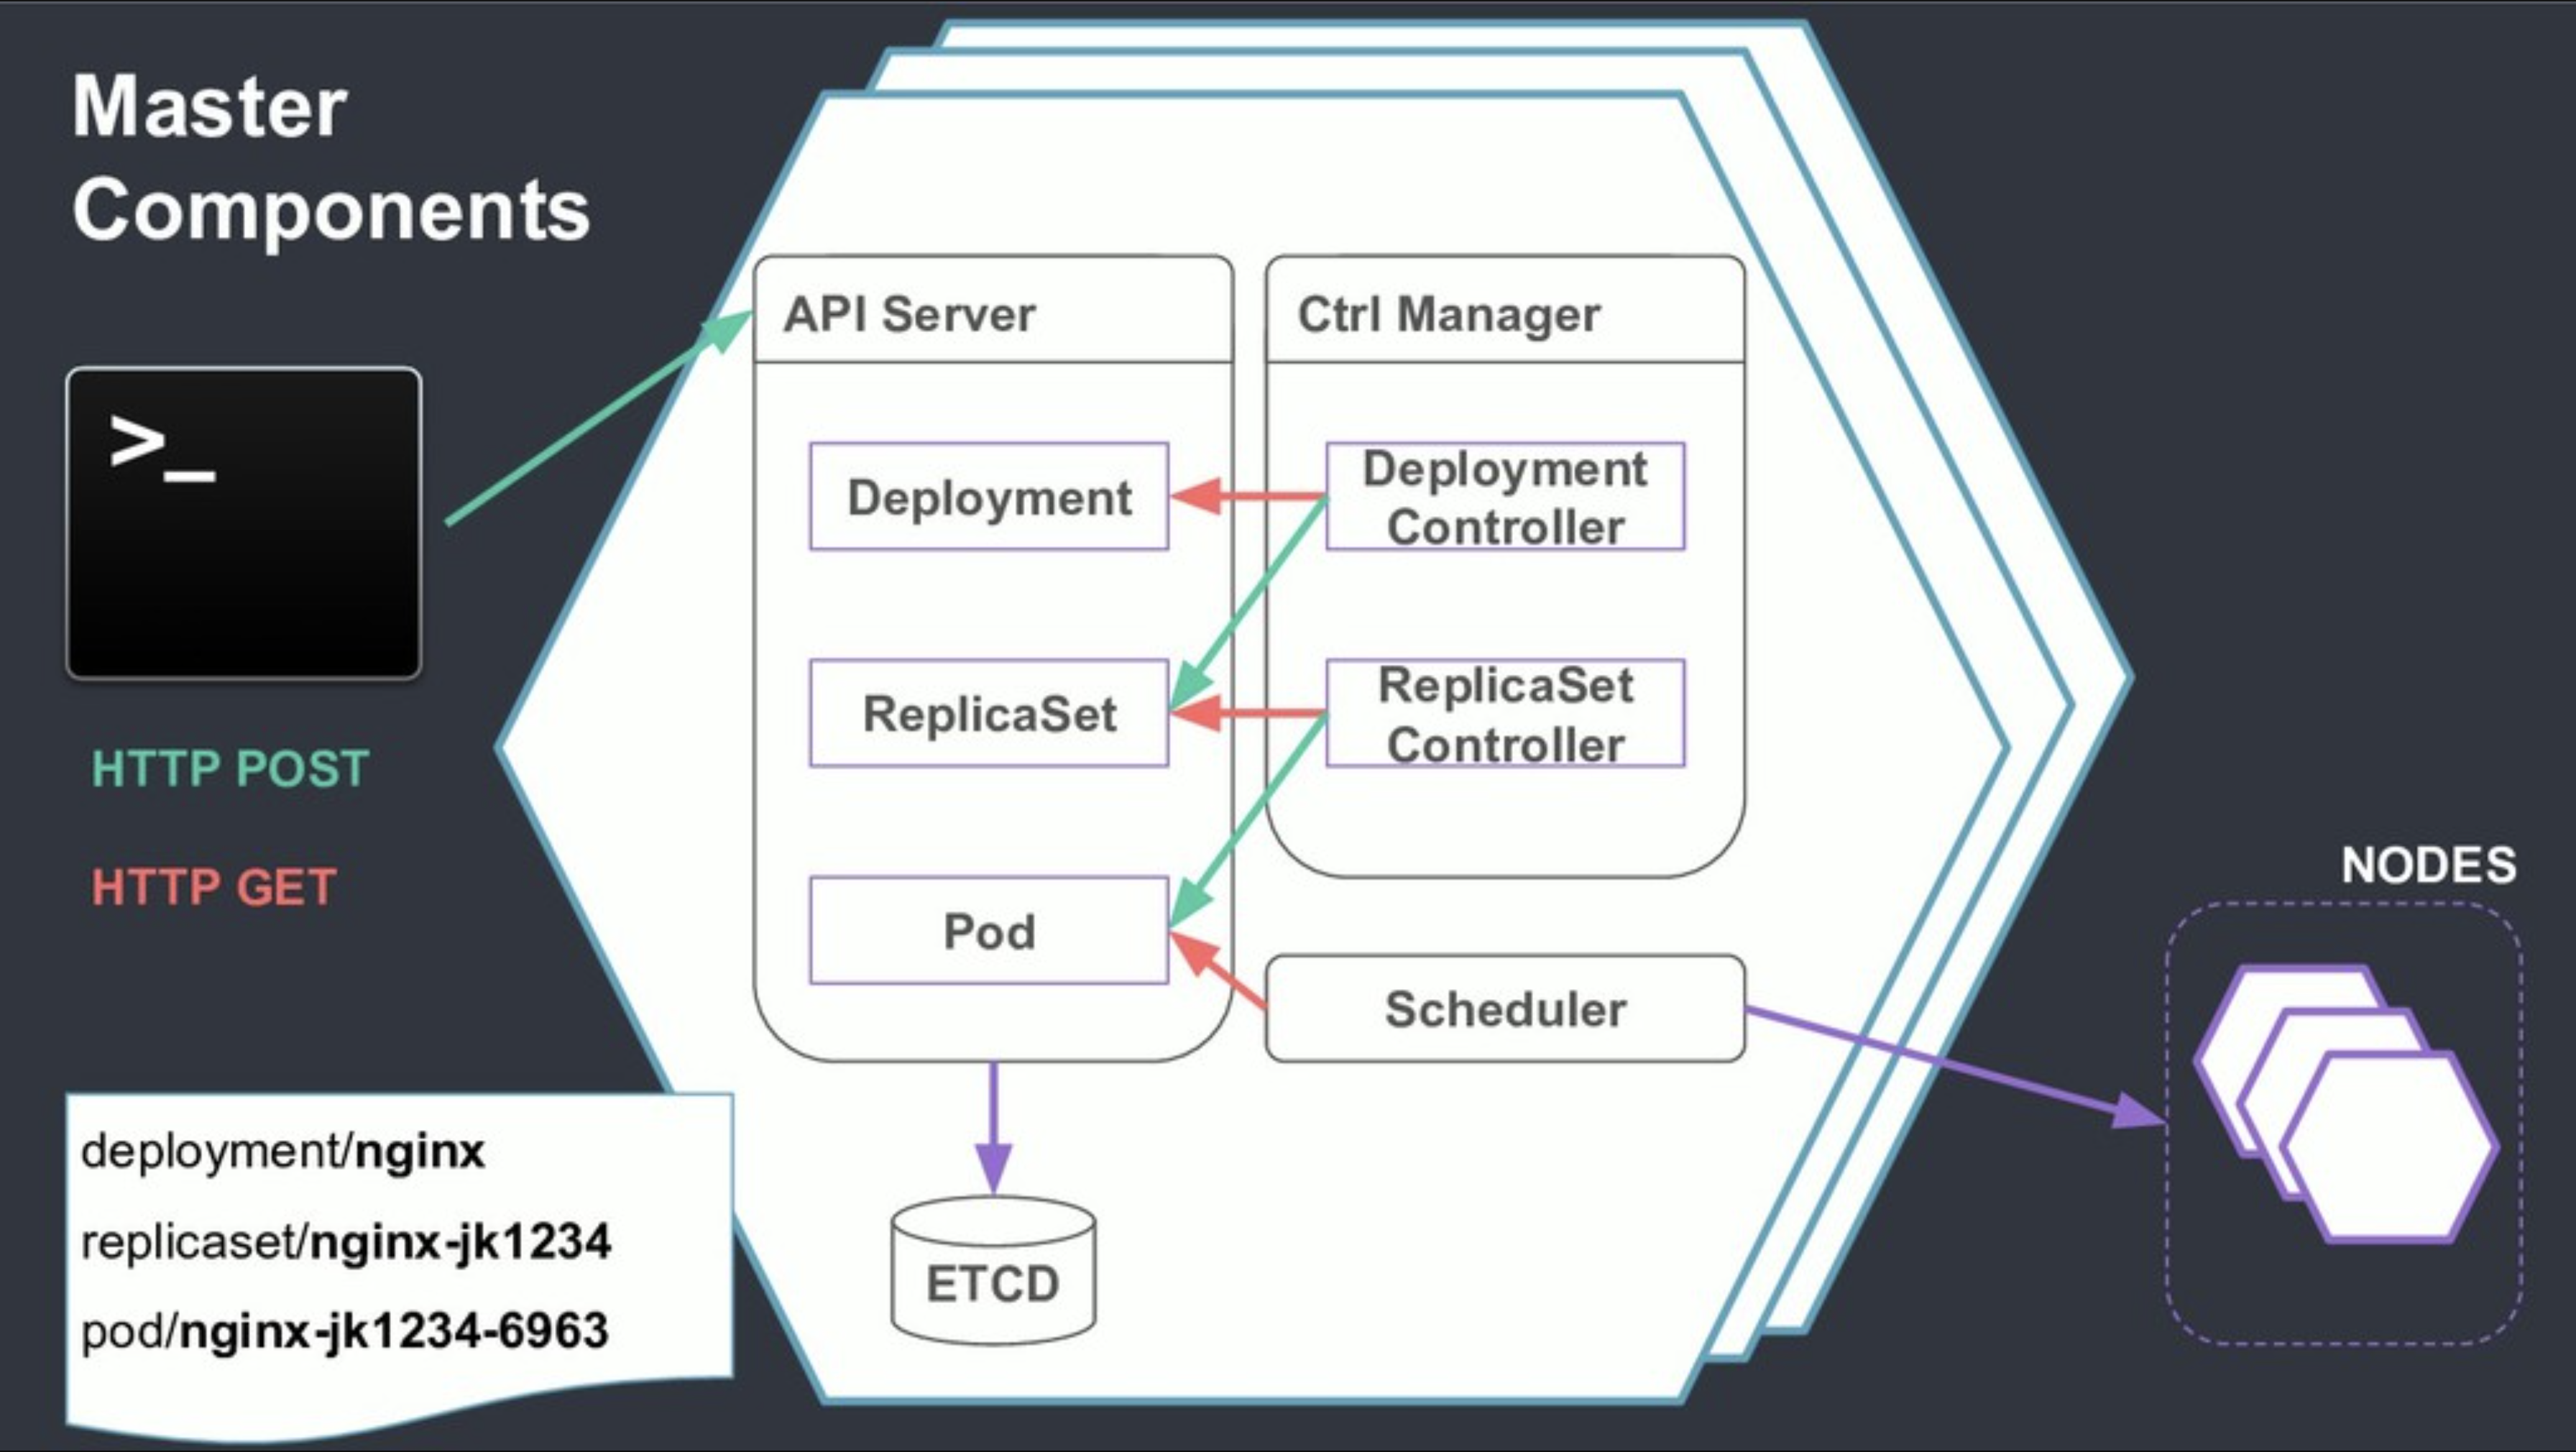 Master
Components
>_
HTTP POST
HTTP GET
API Server
Deployment
ReplicaSet
Pod
Ctrl Manager
Deployment
Controller
ReplicaSet
Controller
Scheduler
ETCD
NODES
deployment/nginx
replicaset/nginx-jk1234
pod/nginx-jk1234-6963